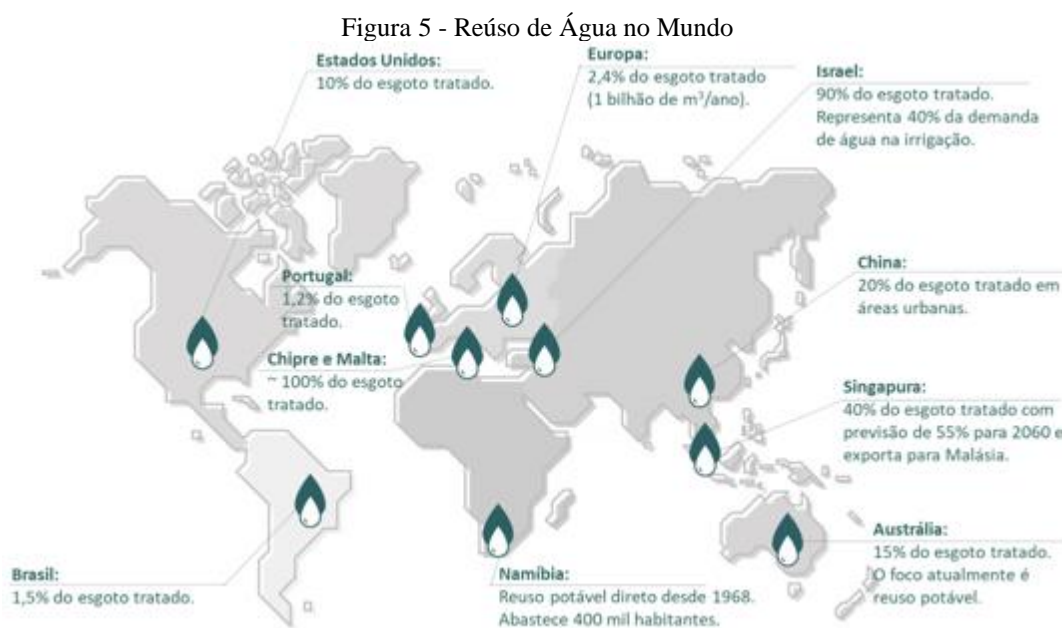 Figura 5 - Reúso de Água no Mundo
Estados Unidos:
10% do esgoto tratado.
Europa:
2,4% do esgoto tratado
(1 bilhão de m³/ano).
Israel:
90% do esgoto tratado.
Representa 40% da demanda
de água na irrigação.
Portugal:
1,2% do esgoto
tratado.
China:
20% do esgoto tratado em
áreas urbanas.
Chipre e Malta:
~ 100% do esgoto
tratado.
Singapura:
40% do esgoto tratado com
previsão de 55% para 2060 e
exporta para Malásia.
Austrália:
15% do esgoto tratado.
O foco atualmente é
reuso potável.
Brasil:
1,5% do esgoto tratado.
Namíbia:
Reuso potável direto desde 1968.
Abastece 400 mil habitantes.